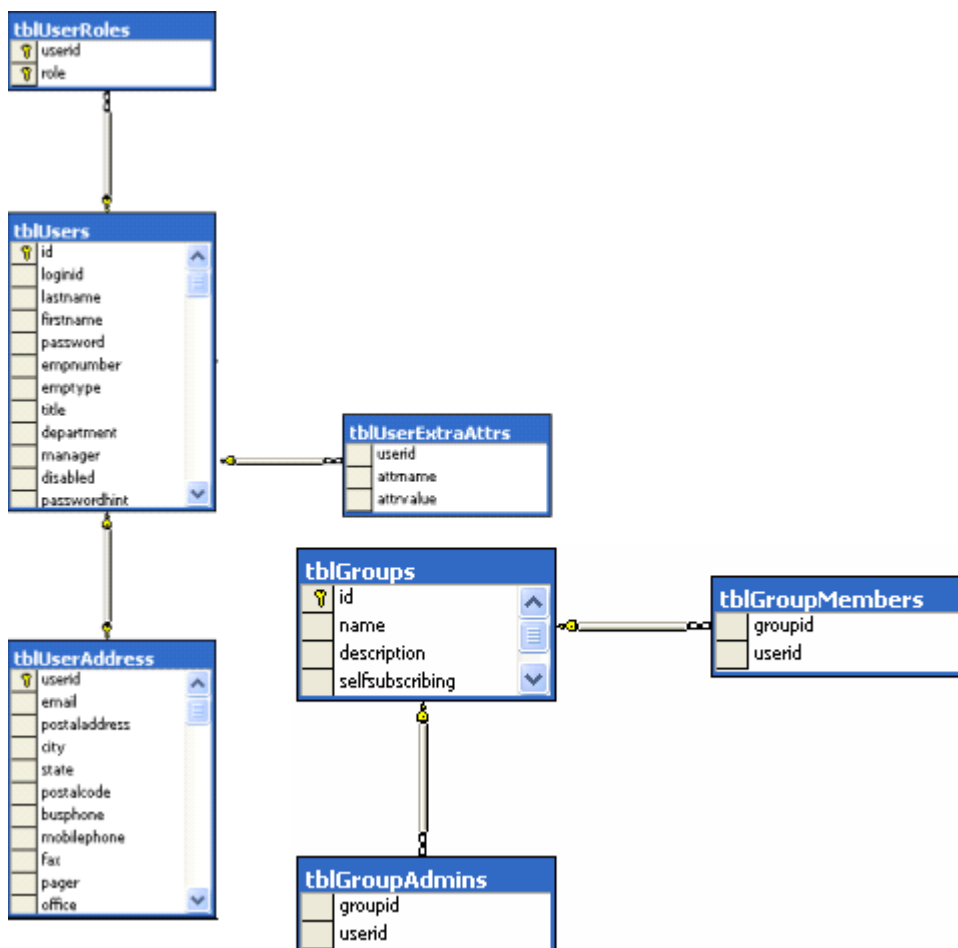 tblUserRoles
userid
role
tblUsers
id
loginid
lastname
firstname
password
empnumber
emptype
title
department
manager
disabled
passwordhint
tblUserExtraAttrs
userid
attrname
attrvalue
tblGroups
id
name
description
selfsubscribing
tblGroupMembers
groupid
userid
tblUserAddress
userid
email
postaladdress
city
state
postalcode
busphone
mobilephone
fax
pager
office
tblGroupAdmins
groupid
userid